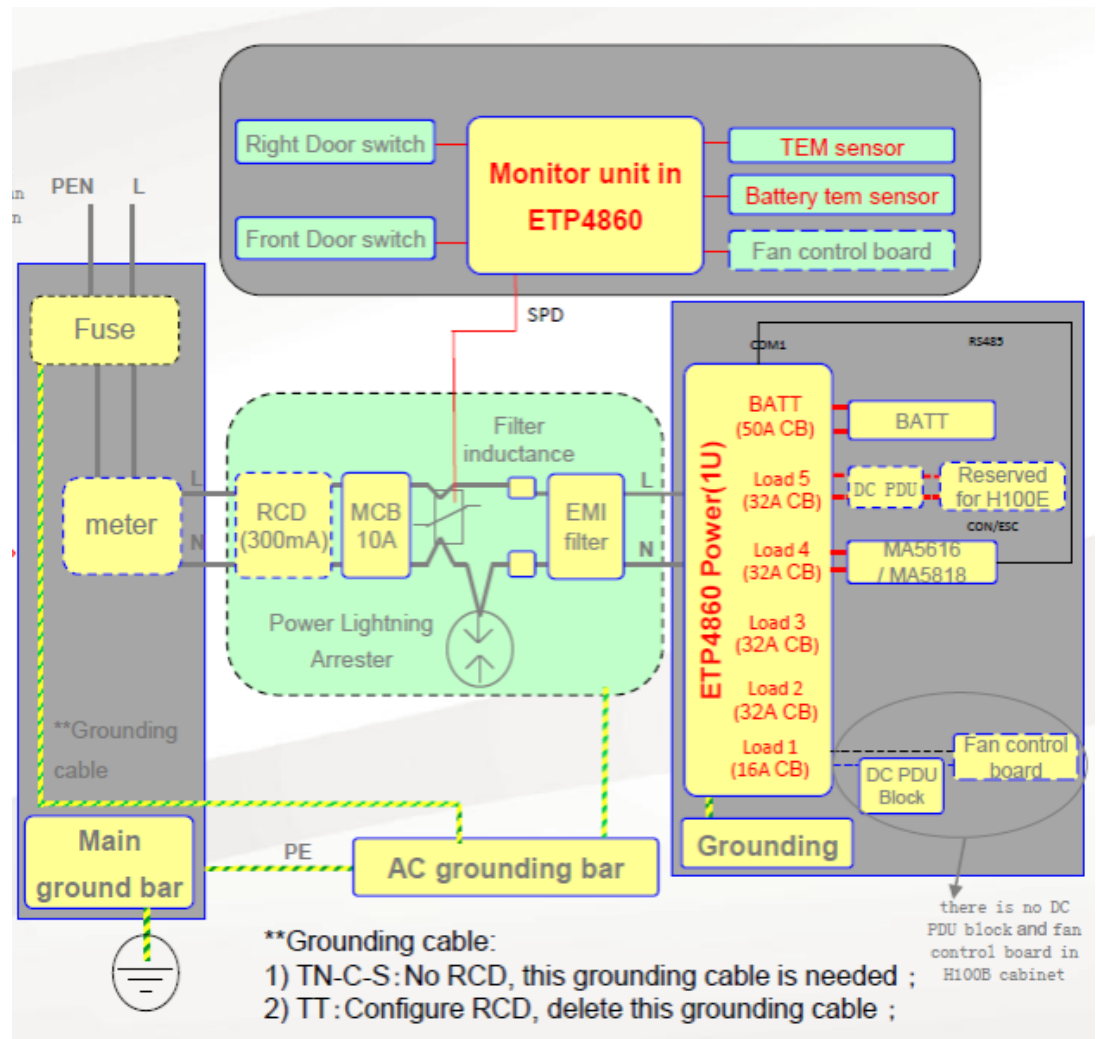 Right Door switch
Front Door switch
Monitor unit in
ETP4860
TEM sensor
Battery tem sensor
Fan control board
PEN
L
Fuse
meter
L
N
SPD
Filter
inductance
RCD
(300mA)
MCB
10A
EMI
filter
L
N
Power Lightning
Arrester
**Grounding
cable
Main
ground bar
PE
AC grounding bar
COM1
RS485
ETP4860 Power(1U)
BATT
(50A CB)
BATT
Load 5
(32A CB)
DC PDU
Reserved
for H100E
CON/ESC
Load 4
(32A CB)
MA5616
/ MA5818
Load 3
(32A CB)
Load 2
(32A CB)
Load 1
(16A CB)
DC PDU
Block
Fan control
board
Grounding
there is no DC
PDU block and fan
control board in
H100B cabinet
**Grounding cable:
1) TN-C-S:No RCD, this grounding cable is needed ;
2) TT:Configure RCD, delete this grounding cable ;